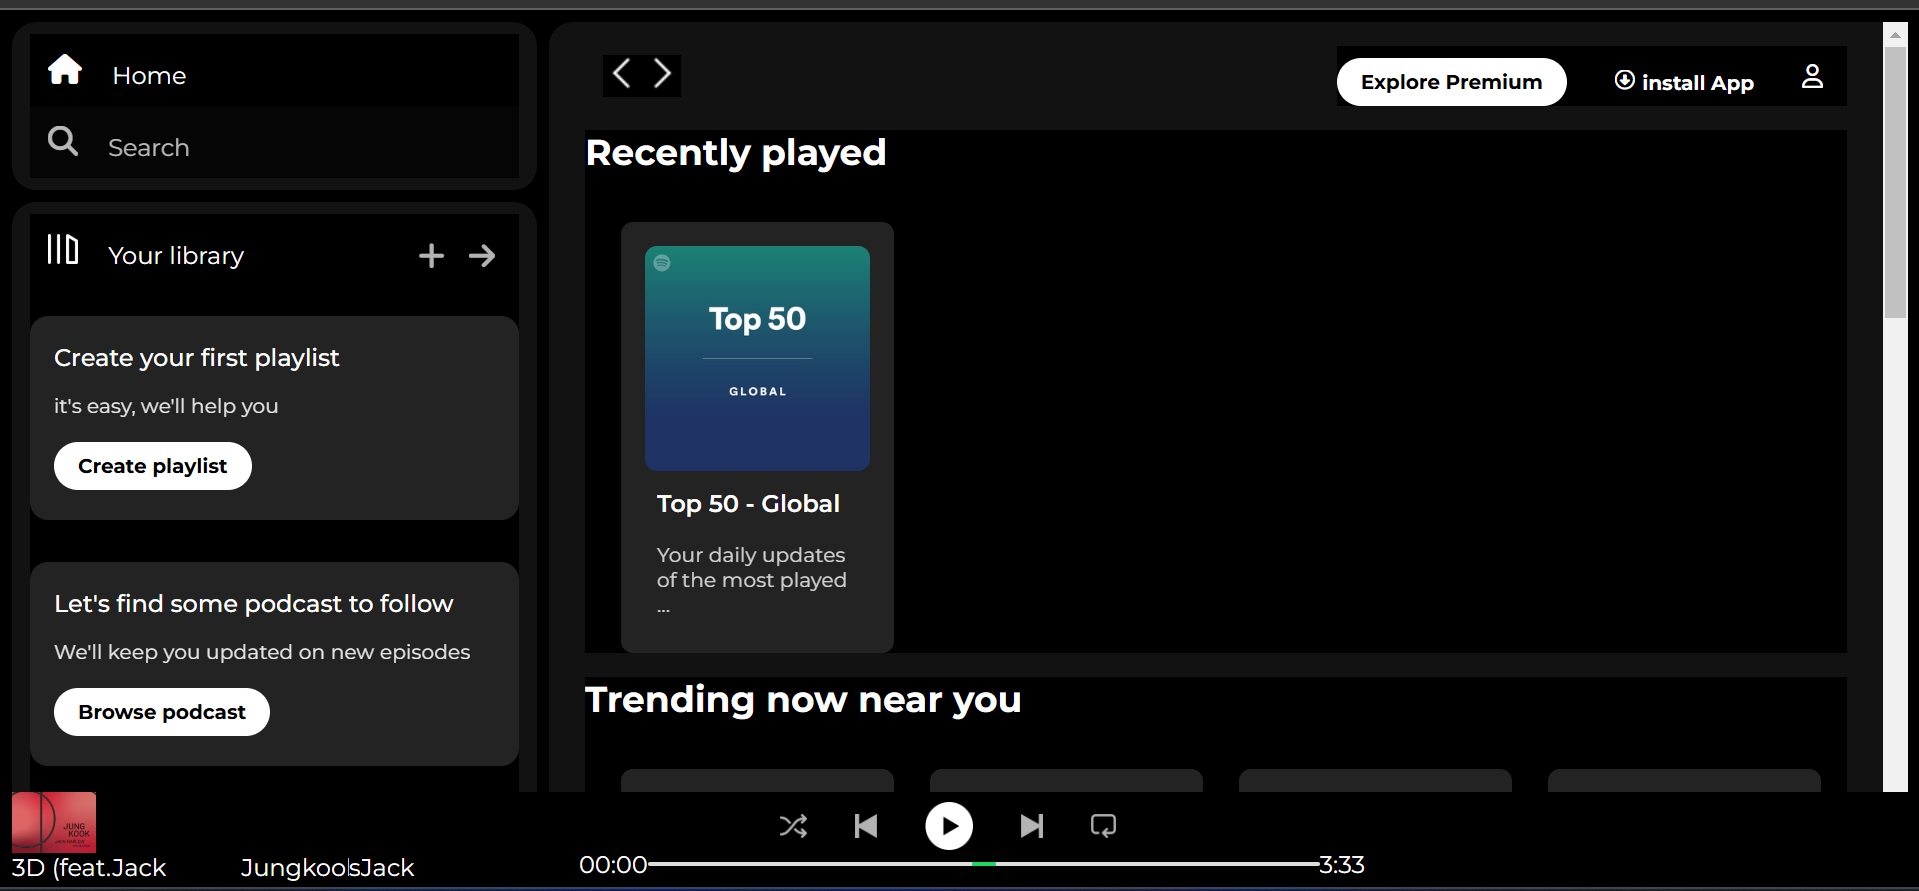 Home
Search
Your library
Create your first playlist
it's easy, we'll help you
Create playlist
Let's find some podcast to follow
We'll keep you updated on new episodes
Browse podcast
Explore Premium
install App
Recently played
Top 50
GLOBAL
Top 50 - Global
Your daily updates
of the most played
...
Trending now near you
JUNG
KOOK
3D (feat.Jack
JungkooksJack
00:00
3:33